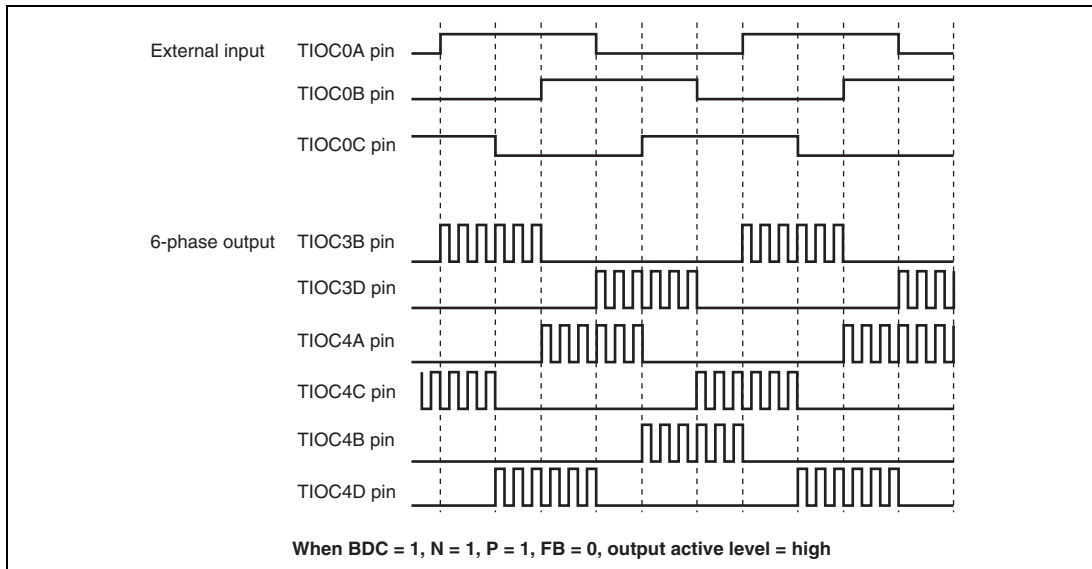 External input TIOC0A pin
TIOC0B pin
TIOC0C pin
6-phase output TIOC3B pin
TIOC3D pin
TIOC4A pin
TIOC4C pin
TIOC4B pin
TIOC4D pin
When BDC = 1, N = 1, P = 1, FB = 0, output active level = high